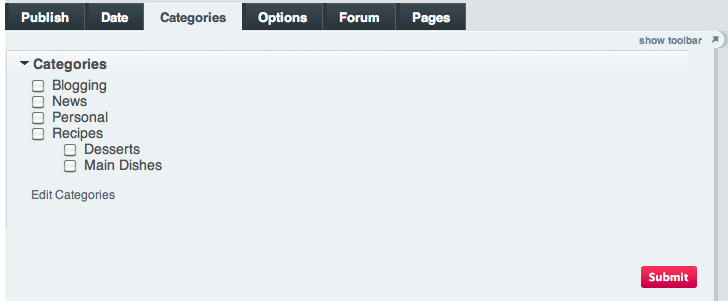 Publish Date Categories Options Forum Pages
show toolbar
Categories
Blogging
News
Personal
Recipes
Desserts
Main Dishes
Edit Categories
Submit